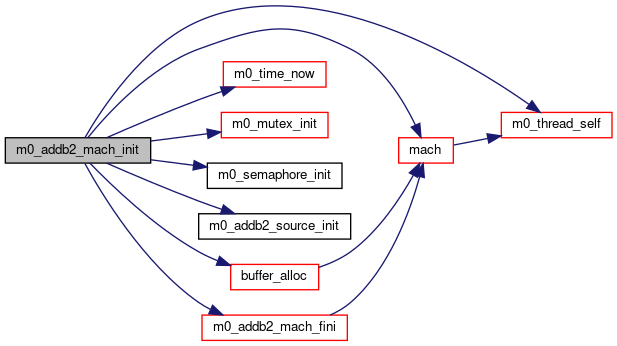 m0_addb2_mach_init
m0_time_now
m0_mutex_init
m0_semaphore_init
m0_addb2_source_init
buffer_alloc
m0_addb2_mach_fini
mach
m0_thread_self